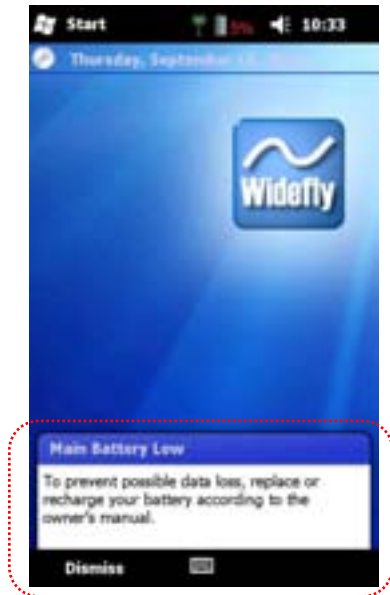 Start 5% 10:33
Thursday, September
Widefly
Main Battery Low
To prevent possible data loss, replace or
recharge your battery according to the
owner's manual.
Dismiss